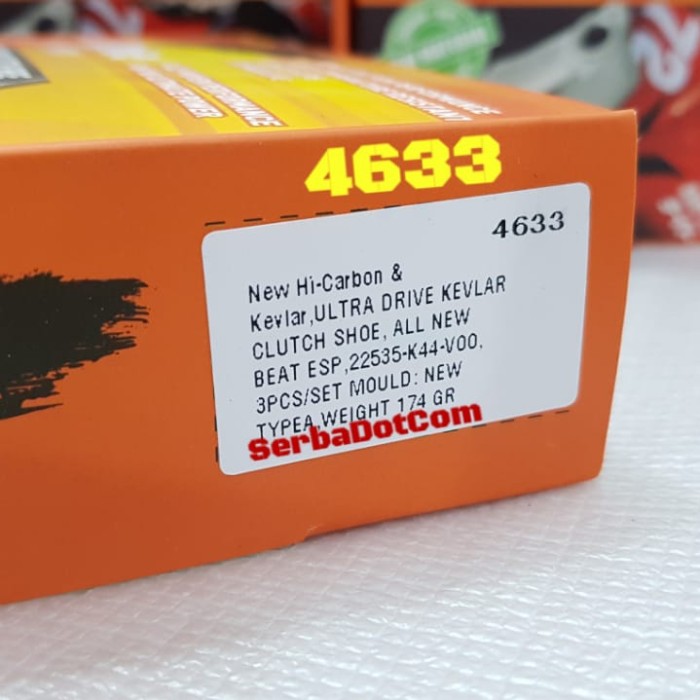 4633
4633
New Hi-Carbon &
Kevlar,ULTRA DRIVE KEVLAR
CLUTCH SHOE, ALL NEW
BEAT ESP,22535-K44-V00.
3PCS/SET MOULD: NEW
TYPEA,WEIGHT 174 GR
SerbaDotCom